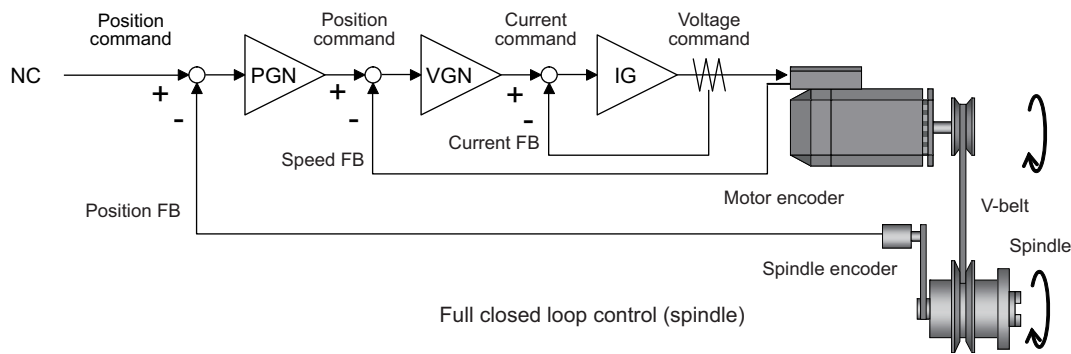 Position
command
Position
command
Current
command
Voltage
command
NC
PGN
VGN
IG
+
-
+
-
+
-
Current FB
Speed FB
Position FB
Motor encoder
V-belt
Spindle
Spindle encoder
Full closed loop control (spindle)